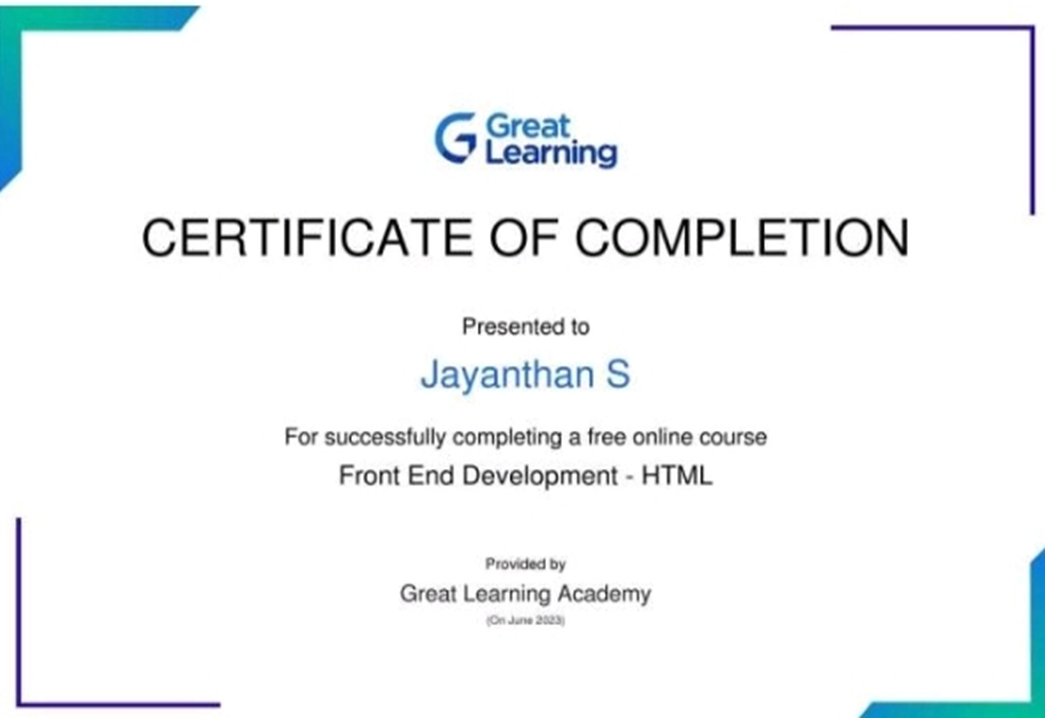 Great
Learning
CERTIFICATE OF COMPLETION
Presented to
Jayanthan S
For successfully completing a free online course
Front End Development - HTML
Provided by
Great Learning Academy
(On June 2023)